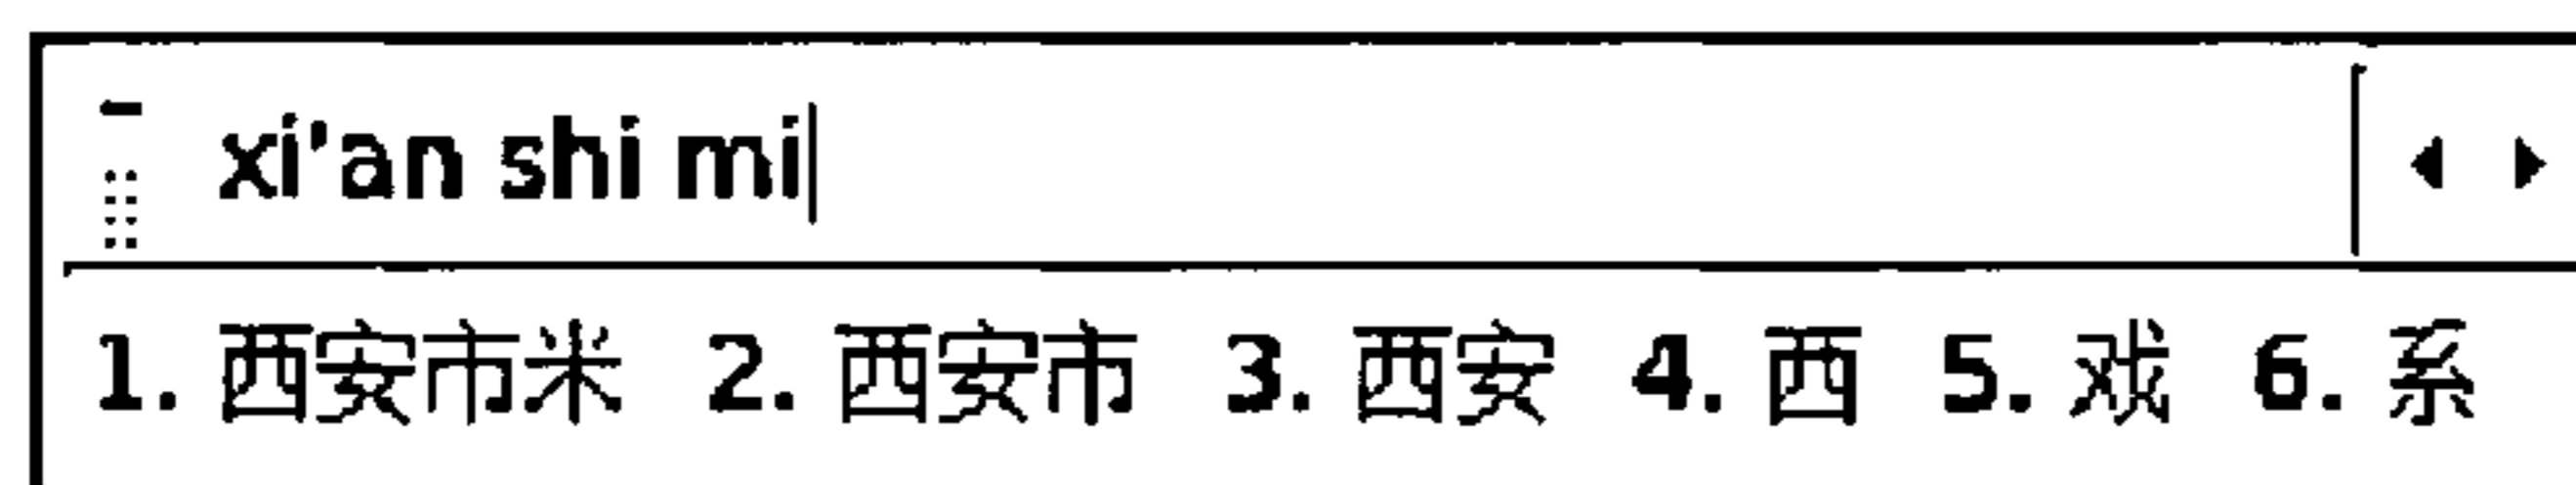 xi'an shi mi
1. 西安市米 2. 西安市 3. 西安 4. 西 5. 戏 6. 系